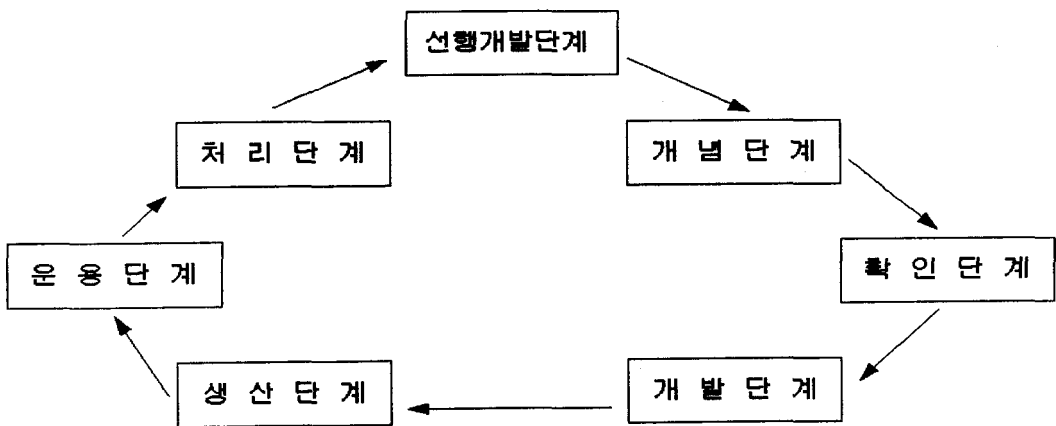 선행개발단계
처 리 단 계
개 념 단 계
운 용 단 계
확 인 단 계
생 산 단 계
개 발 단 계